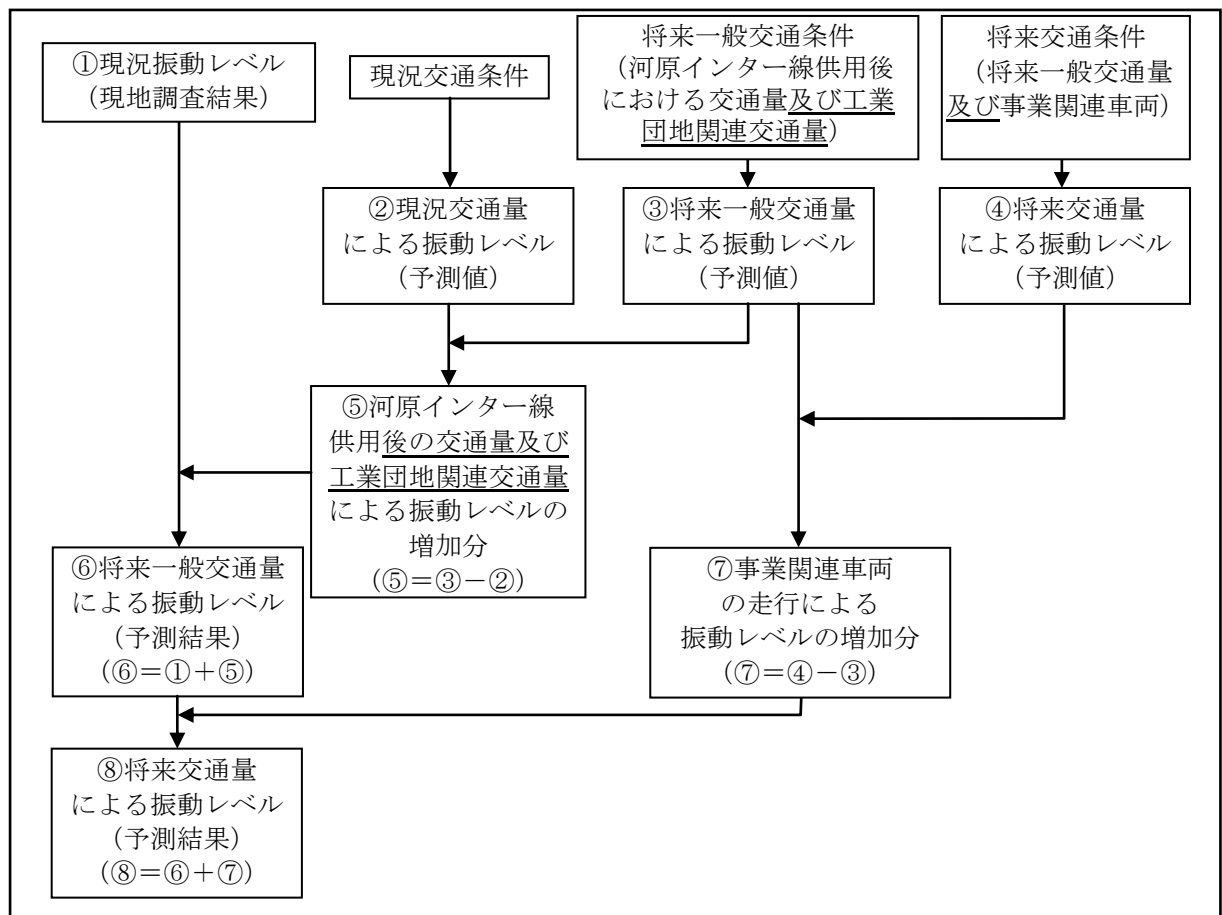 ①現況振動レベル
（現地調査結果）
現況交通条件
将来一般交通条件
（河原インター線供用後
における交通量及び工業
団地関連交通量）
将来交通条件
（将来一般交通量
及び事業関連車両）
②現況交通量
による振動レベル
（予測値）
③将来一般交通量
による振動レベル
（予測値）
④将来交通量
による振動レベル
（予測値）
⑤河原インター線
供用後の交通量及び
工業団地関連交通量
による振動レベルの
増加分
（⑤＝③－②）
⑥将来一般交通量
による振動レベル
（予測結果）
（⑥＝①＋⑤）
⑦事業関連車両
の走行による
振動レベルの増加分
（⑦＝④－③）
⑧将来交通量
による振動レベル
（予測結果）
（⑧＝⑥＋⑦）